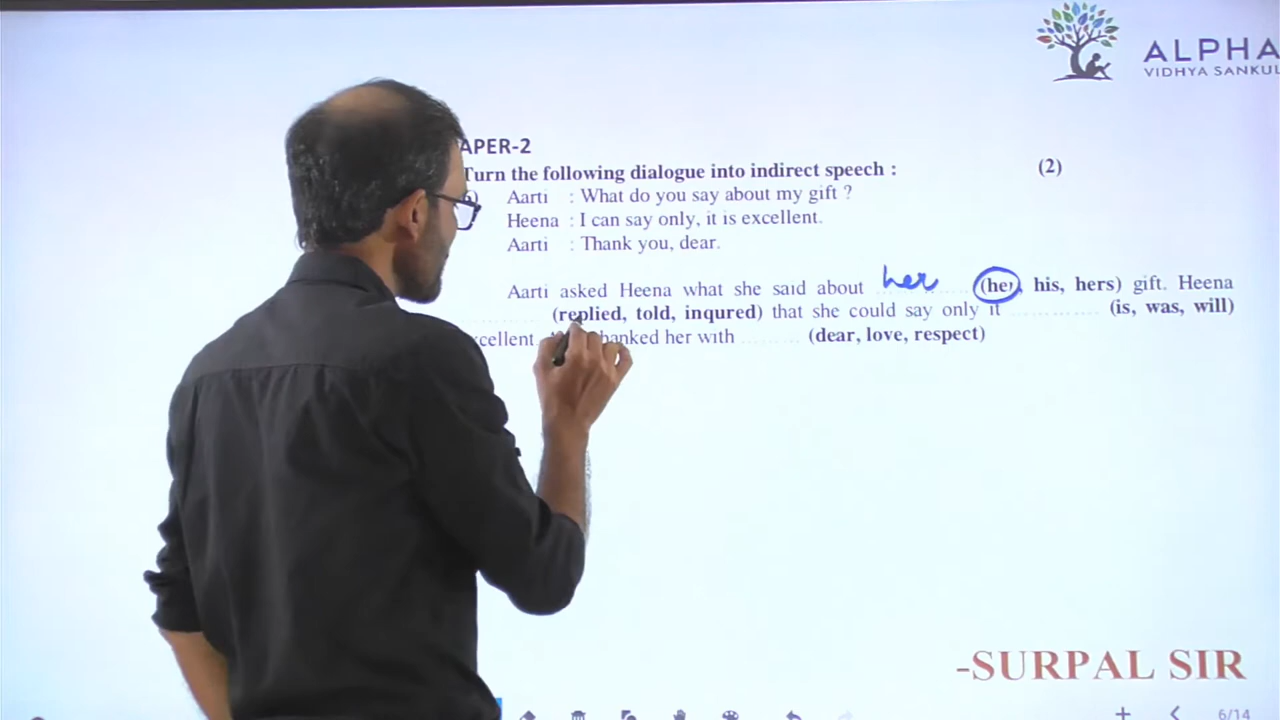 ALPHA
VIDHYA SANKUL
APER-2
Turn the following dialogue into indirect speech : (2)
Aarti : What do you say about my gift ?
Heena : I can say only, it is excellent.
Aarti : Thank you, dear.
Aarti asked Heena what she said about her (her, his, hers) gift. Heena
(replied, told, inqured) that she could say only it ............ (is, was, will)
xcellent. hanked her with ........ (dear, love, respect)
-SURPAL SIR
6/14